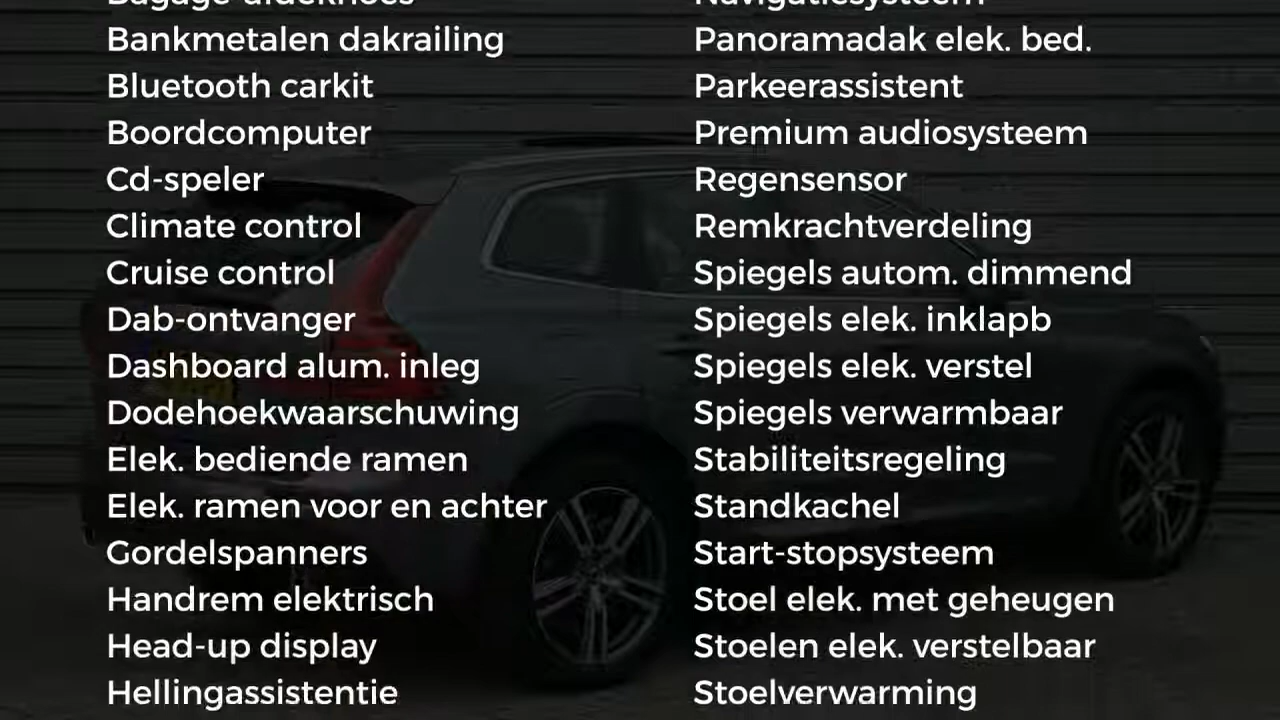 Bankmetalen dakrailing
Bluetooth carkit
Boordcomputer
Cd-speler
Climate control
Cruise control
Dab-ontvanger
Dashboard alum. inleg
Dodehoekwaarschuwing
Elek. bediende ramen
Elek. ramen voor en achter
Gordelspanners
Handrem elektrisch
Head-up display
Hellingassistentie
Navigatiesysteem
Panoramadak elek. bed.
Parkeerassistent
Premium audiosysteem
Regensensor
Remkrachtverdeling
Spiegels autom. dimmend
Spiegels elek. inklapb
Spiegels elek. verstel
Spiegels verwarmbaar
Stabiliteitsregeling
Standkachel
Start-stopsysteem
Stoel elek. met geheugen
Stoelen elek. verstelbaar
Stoelverwarming